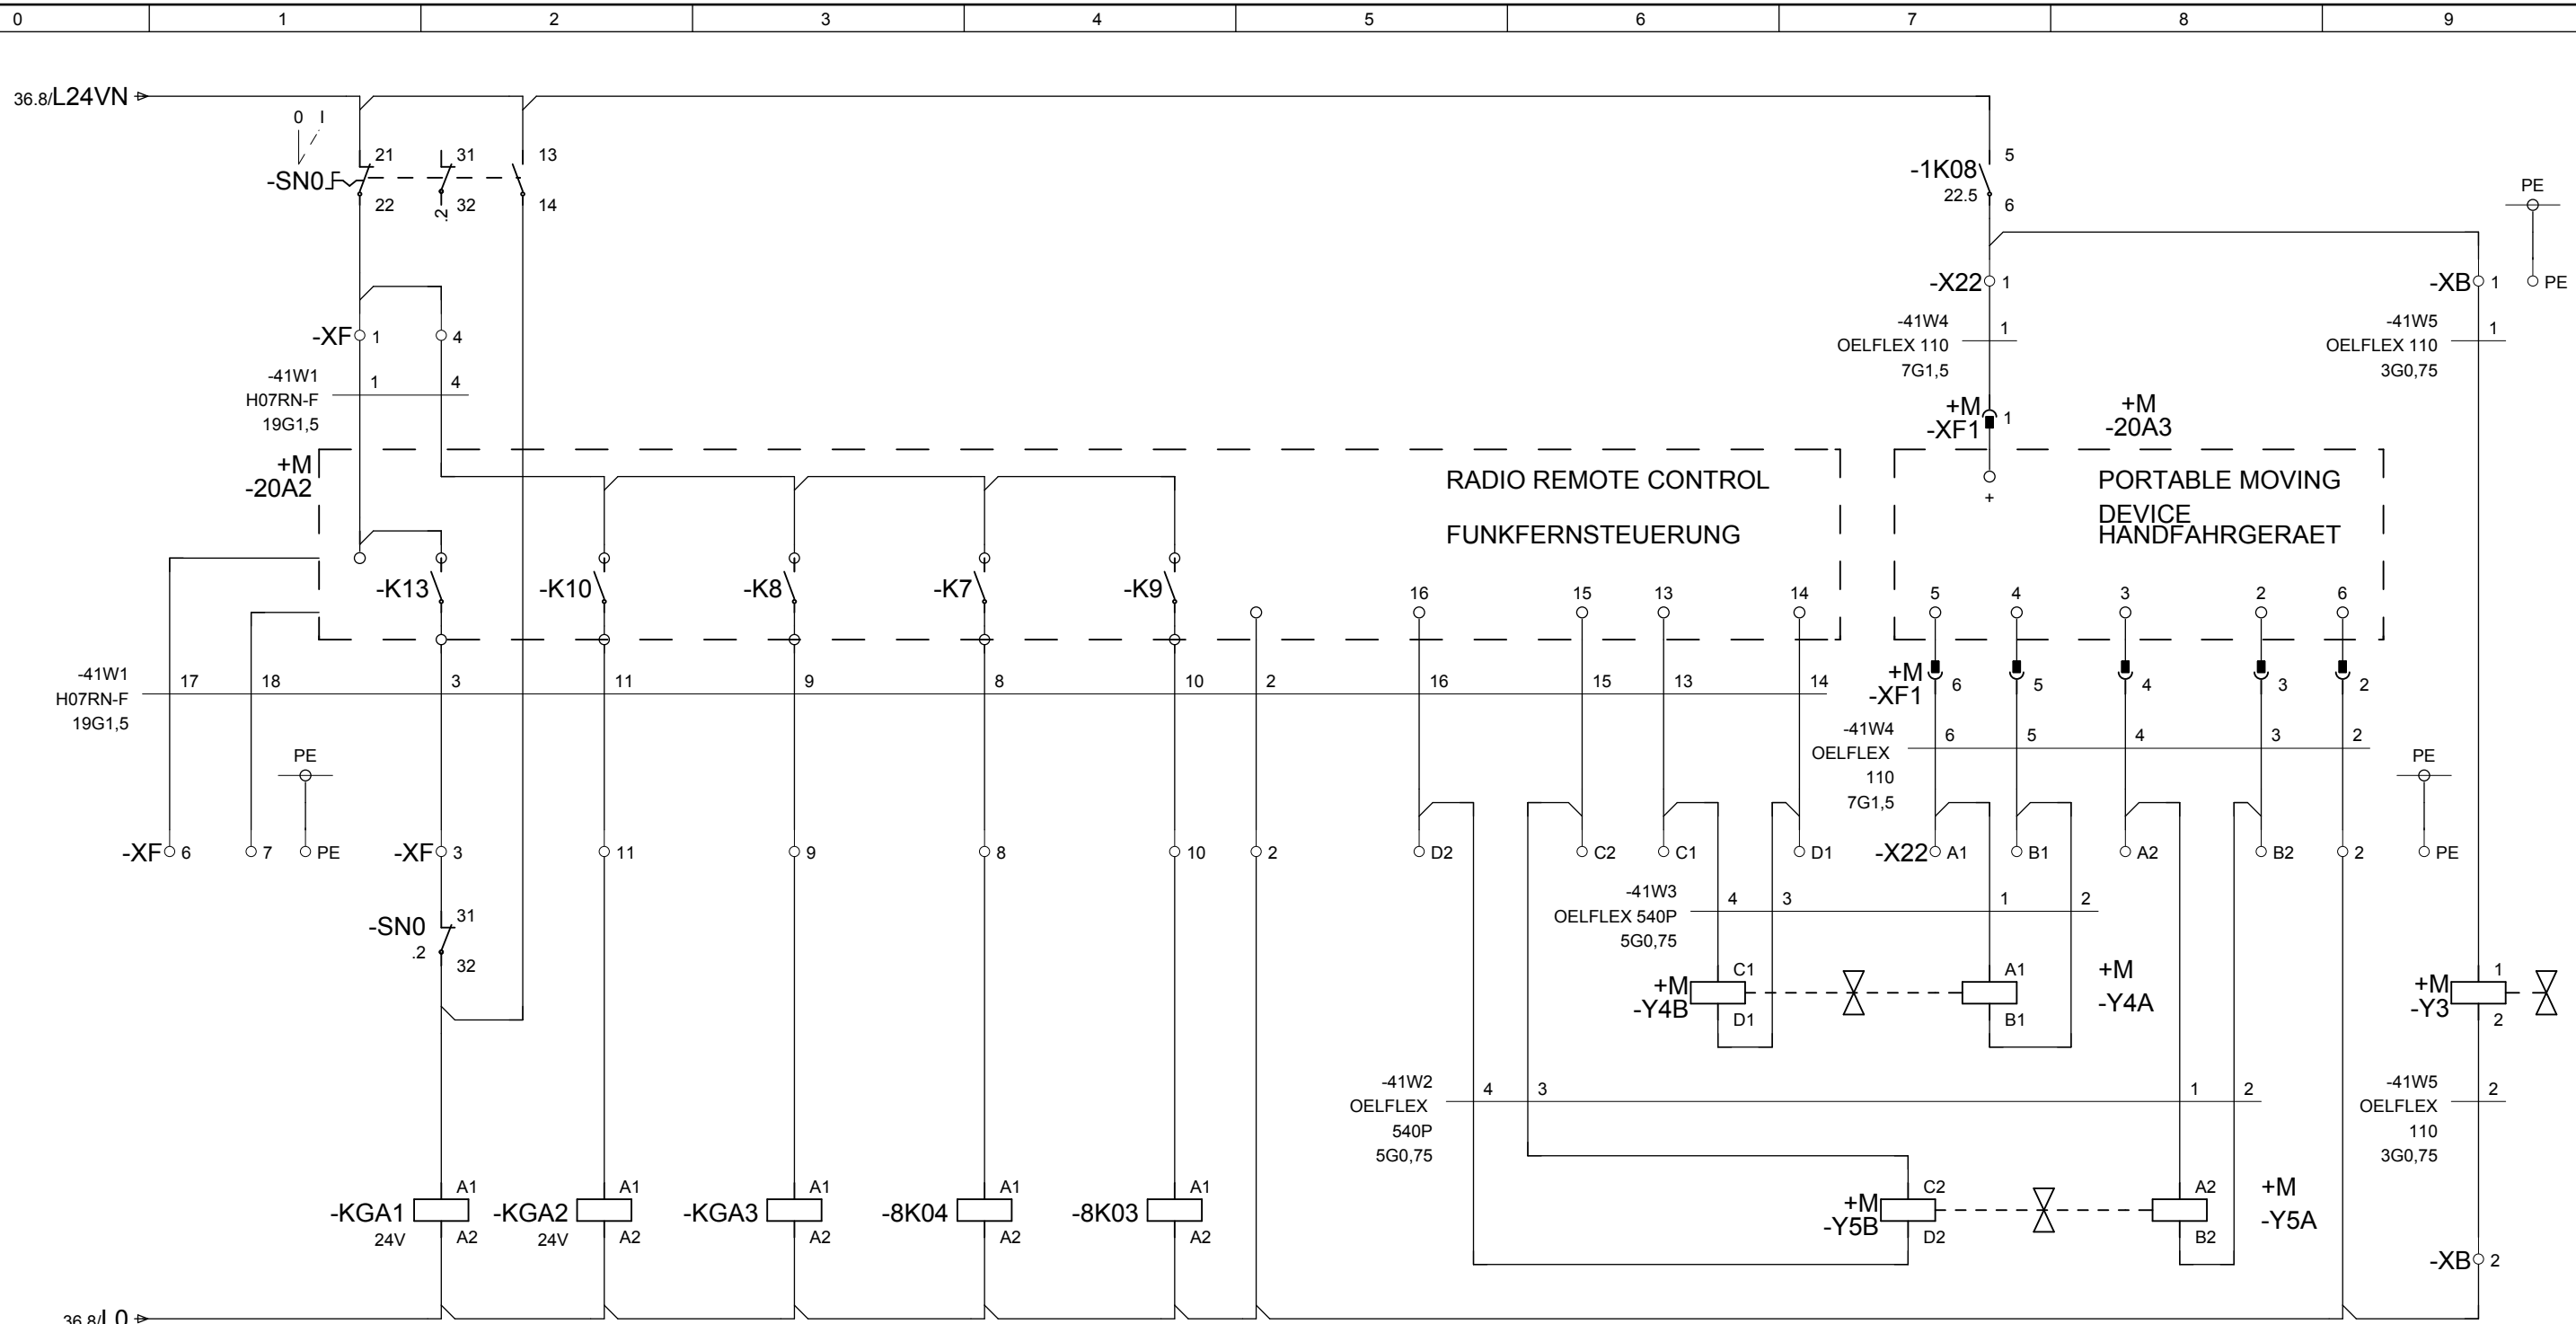 0 1 2 3 4 5 6 7 8 9
36.8/L24VN
0 I
-SN0
21
22
31
32
.2
13
14
-1K08
22.5
5
6
PE
-X22 1
-XB 1
PE
-XF 1
4
-41W1
H07RN-F
19G1,5
1
4
-41W4
OELFLEX 110
7G1,5
1
-41W5
OELFLEX 110
3G0,75
1
+M
-XF1
1
+M
-20A3
+M
-20A2
RADIO REMOTE CONTROL
FUNKFERNSTEUERUNG
+
PORTABLE MOVING
DEVICE
HANDFAHRGERAET
-K13
-K10
-K8
-K7
-K9
16
15
13
14
5
4
3
2
6
-41W1
H07RN-F
19G1,5
17
18
3
11
9
8
10
2
16
15
13
14
+M
-XF1
6
5
4
3
2
-41W4
OELFLEX
110
7G1,5
6
5
4
3
2
PE
PE
-XF 6
7
PE
-XF 3
11
9
8
10
2
D2
C2
C1
D1
-X22 A1
B1
A2
B2
2
PE
-SN0
.2
31
32
-41W3
OELFLEX 540P
5G0,75
4
3
1
2
+M
-Y4B
C1
D1
A1
B1
+M
-Y4A
+M
-Y3
1
2
-41W2
OELFLEX
540P
5G0,75
4
3
1
2
-41W5
OELFLEX
110
3G0,75
2
-KGA1
24V
A1
A2
-KGA2
24V
A1
A2
-KGA3
A1
A2
-8K04
A1
A2
-8K03
A1
A2
+M
-Y5B
C2
D2
A2
B2
+M
-Y5A
-XB 2
36.8/L0